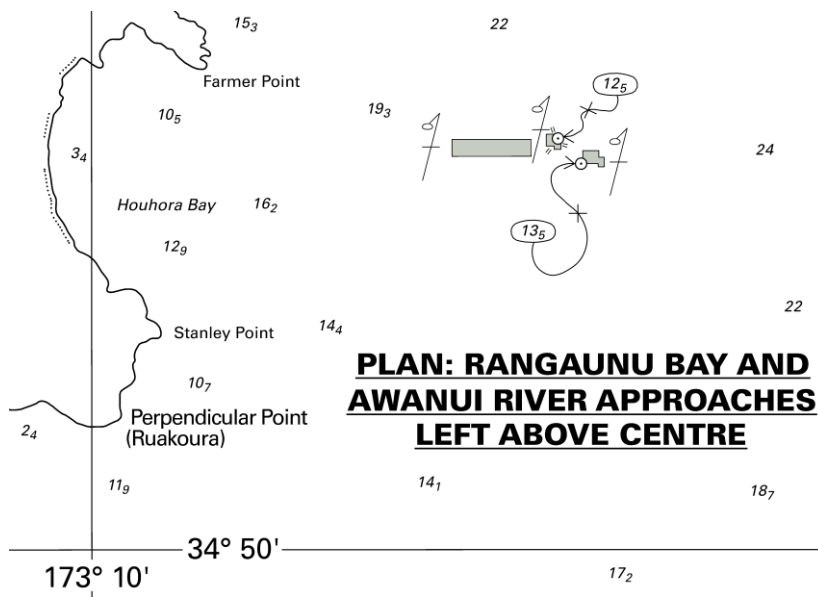 15₃
22
Farmer Point
12₅
10₅
19₃
3₄
24
Houhora Bay
16₂
12₉
13₅
22
Stanley Point
14₄
PLAN: RANGAUNU BAY AND
AWANUI RIVER APPROACHES
LEFT ABOVE CENTRE
10₇
Perpendicular Point
(Ruakoura)
2₄
11₉
14₁
18₇
34° 50'
173° 10'
17₂